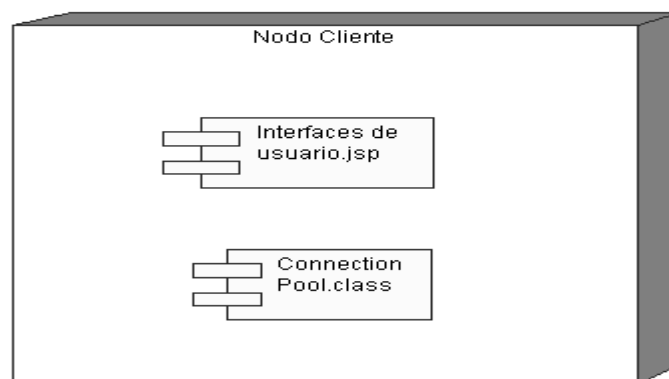 Nodo Cliente
Interfaces de
usuario.jsp
Connection
Pool.class